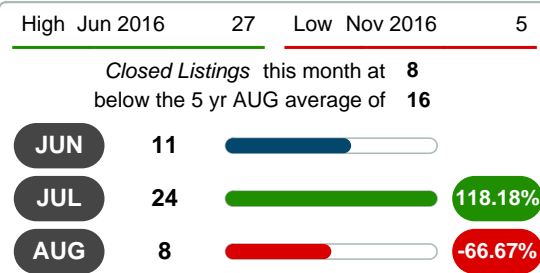 High Jun 2016 27 Low Nov 2016 5
Closed Listings this month at 8
below the 5 yr AUG average of 16
JUN 11
JUL 24 118.18%
AUG 8 -66.67%